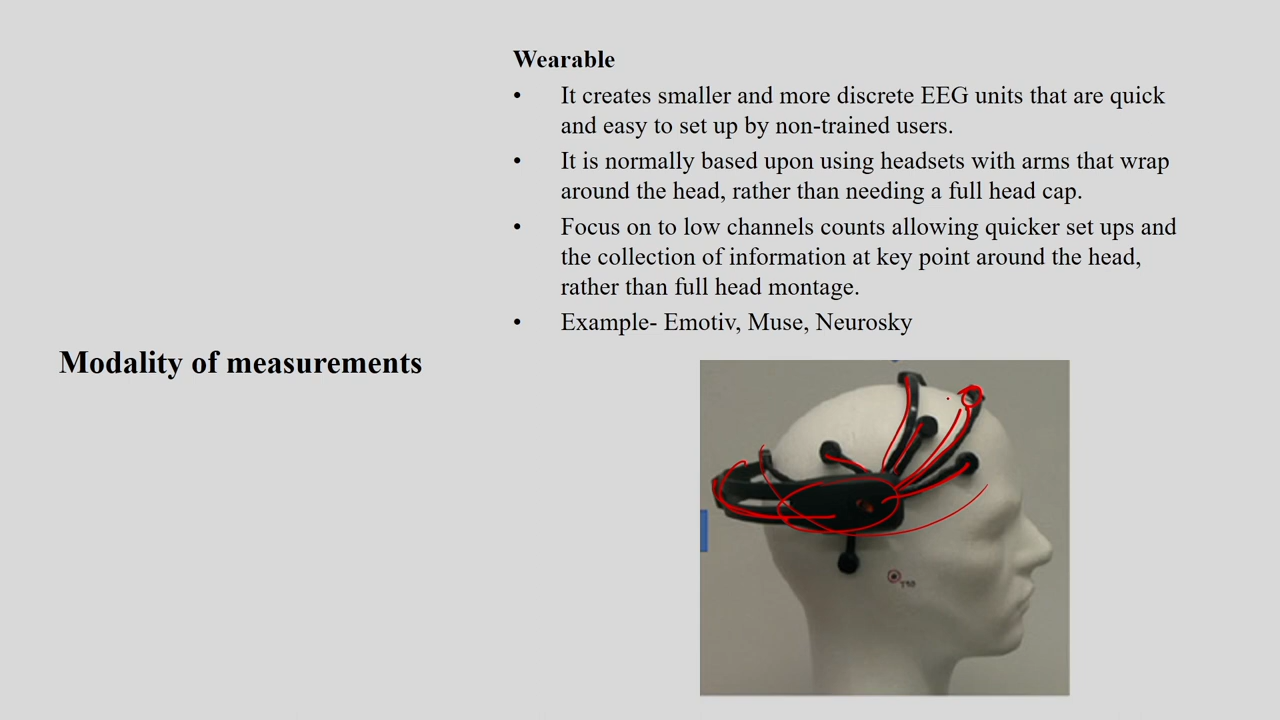 Wearable
• It creates smaller and more discrete EEG units that are quick
and easy to set up by non-trained users.
• It is normally based upon using headsets with arms that wrap
around the head, rather than needing a full head cap.
• Focus on to low channels counts allowing quicker set ups and
the collection of information at key point around the head,
rather than full head montage.
• Example- Emotiv, Muse, Neurosky
Modality of measurements